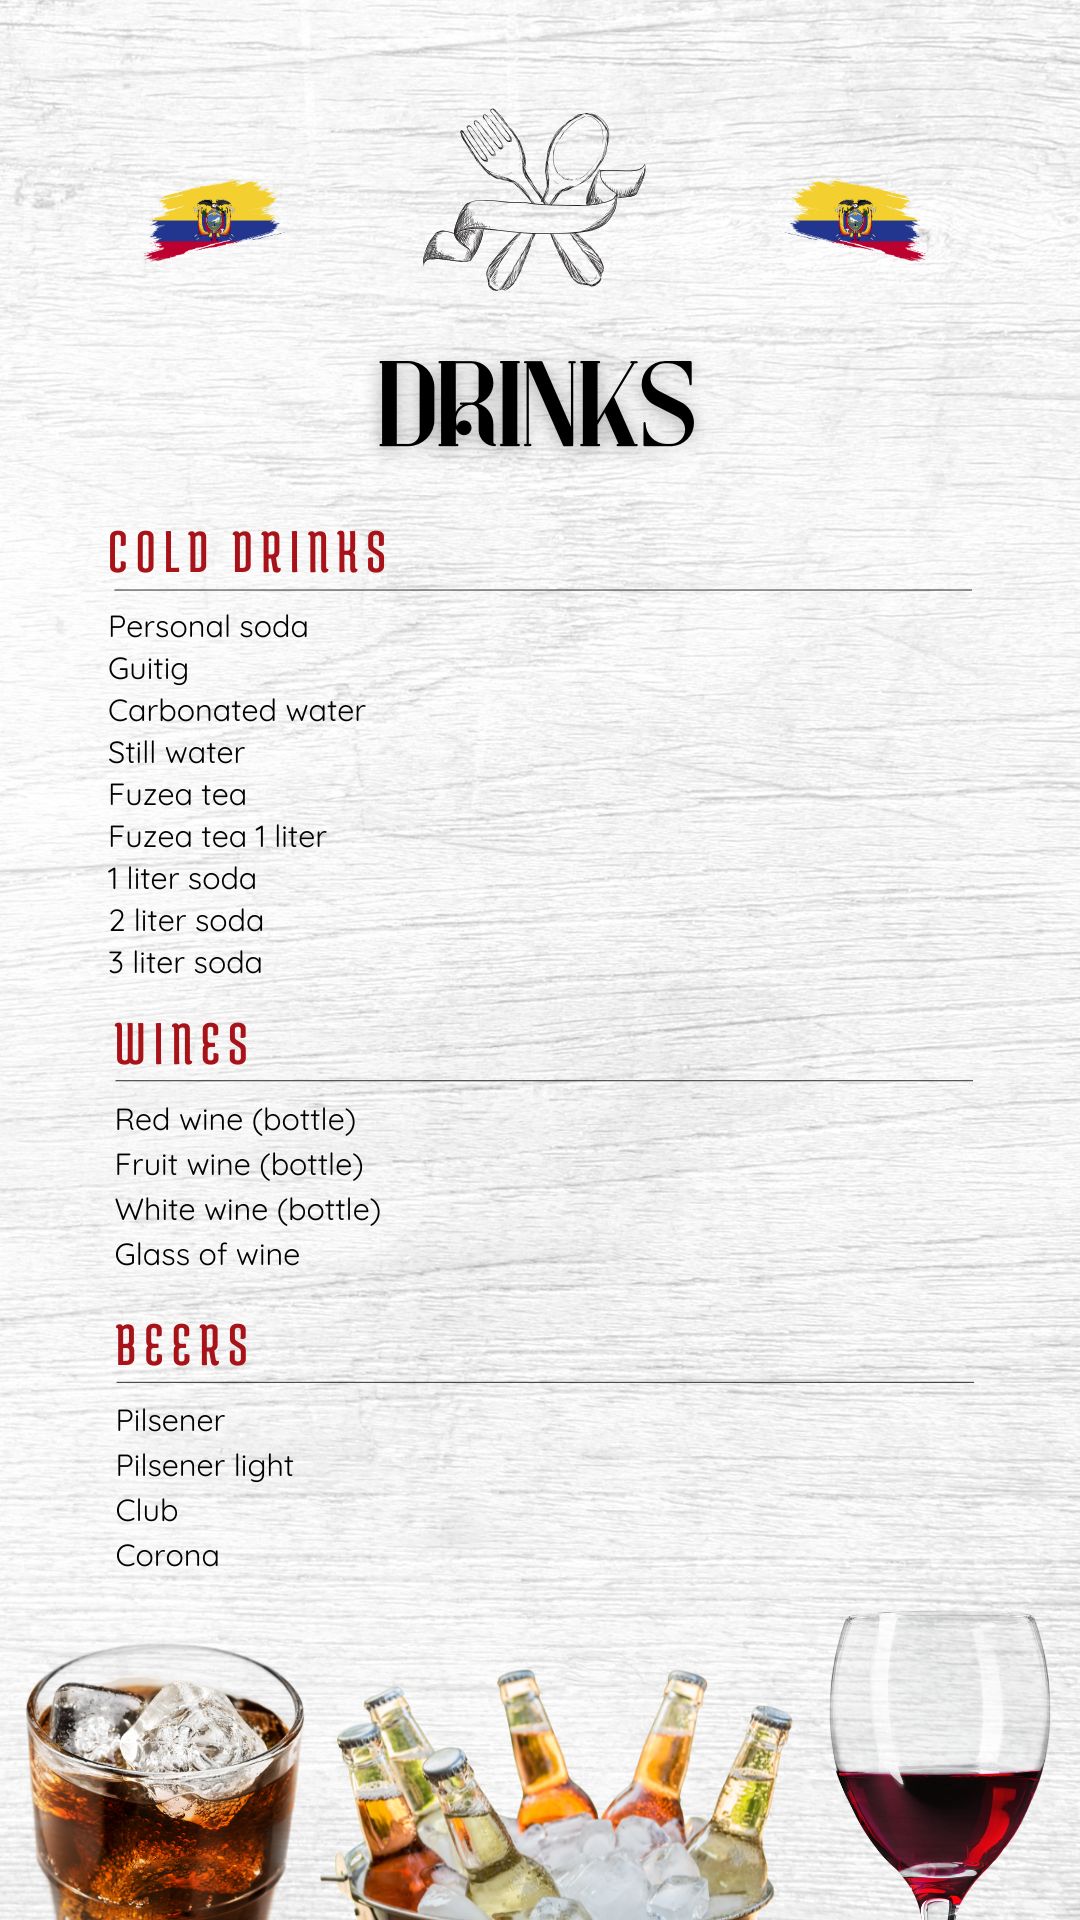 DRINKS
COLD DRINKS
Personal soda
Guitig
Carbonated water
Still water
Fuzea tea
Fuzea tea 1 liter
1 liter soda
2 liter soda
3 liter soda
WINES
Red wine (bottle)
Fruit wine (bottle)
White wine (bottle)
Glass of wine
BEERS
Pilsener
Pilsener light
Club
Corona